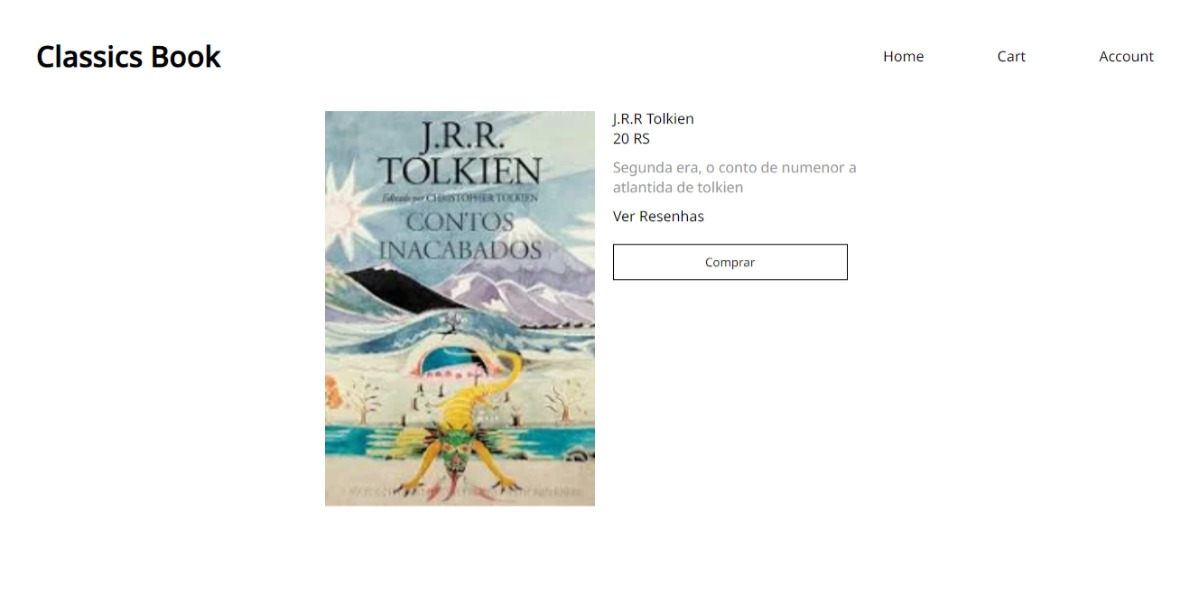 Classics Book
Home
Cart
Account
J.R.R.
TOLKIEN
Editado por CHRISTOPHER TOLKIEN
CONTOS
INACABADOS
J.R.R Tolkien
20 RS
Segunda era, o conto de numenor a
atlantida de tolkien
Ver Resenhas
Comprar